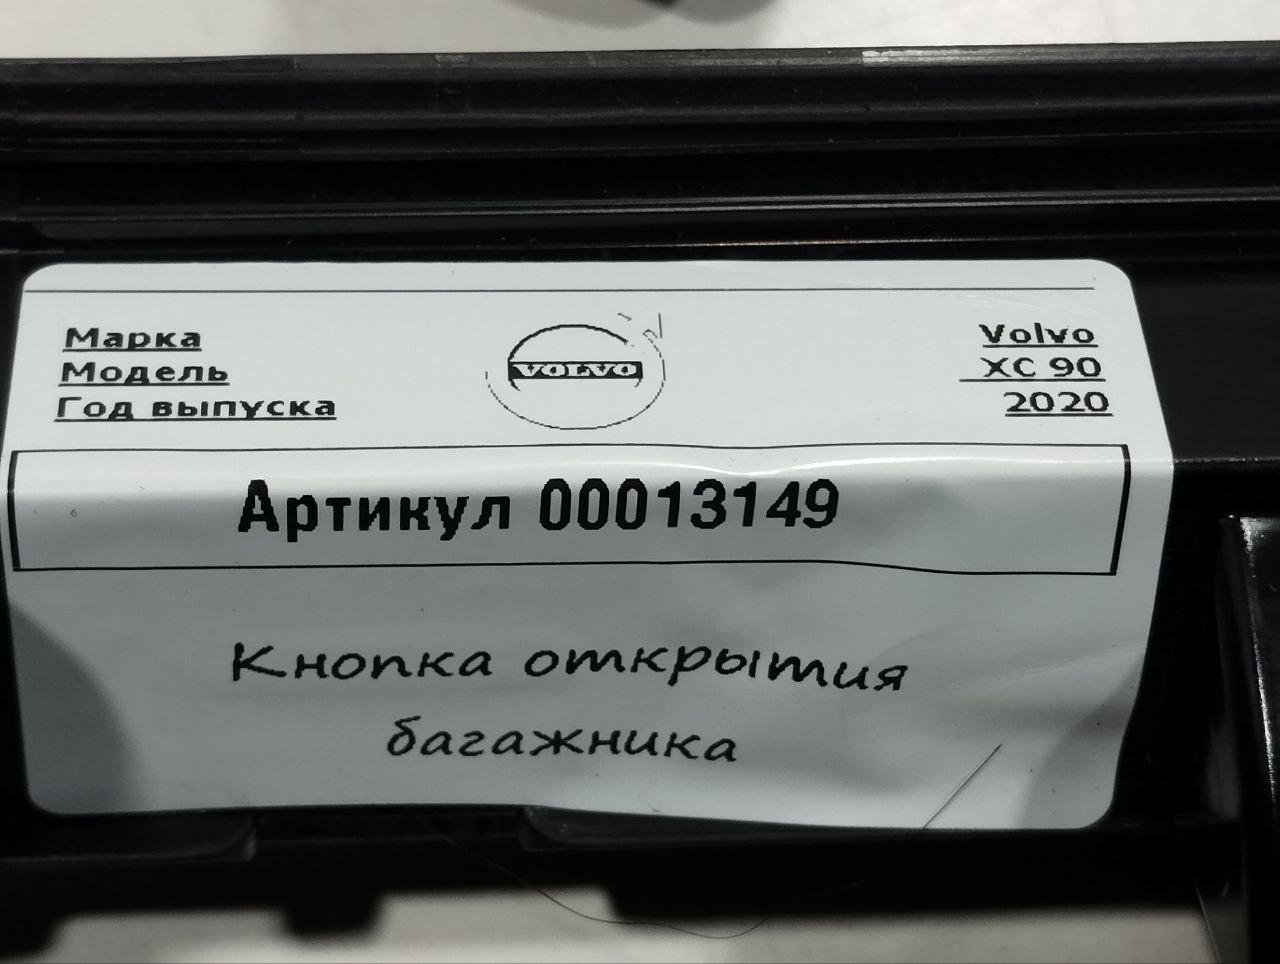 Марка Volvo
Модель XC 90
Год выпуска 2020
VOLVO
Артикул 00013149
Кнопка открытия
багажника